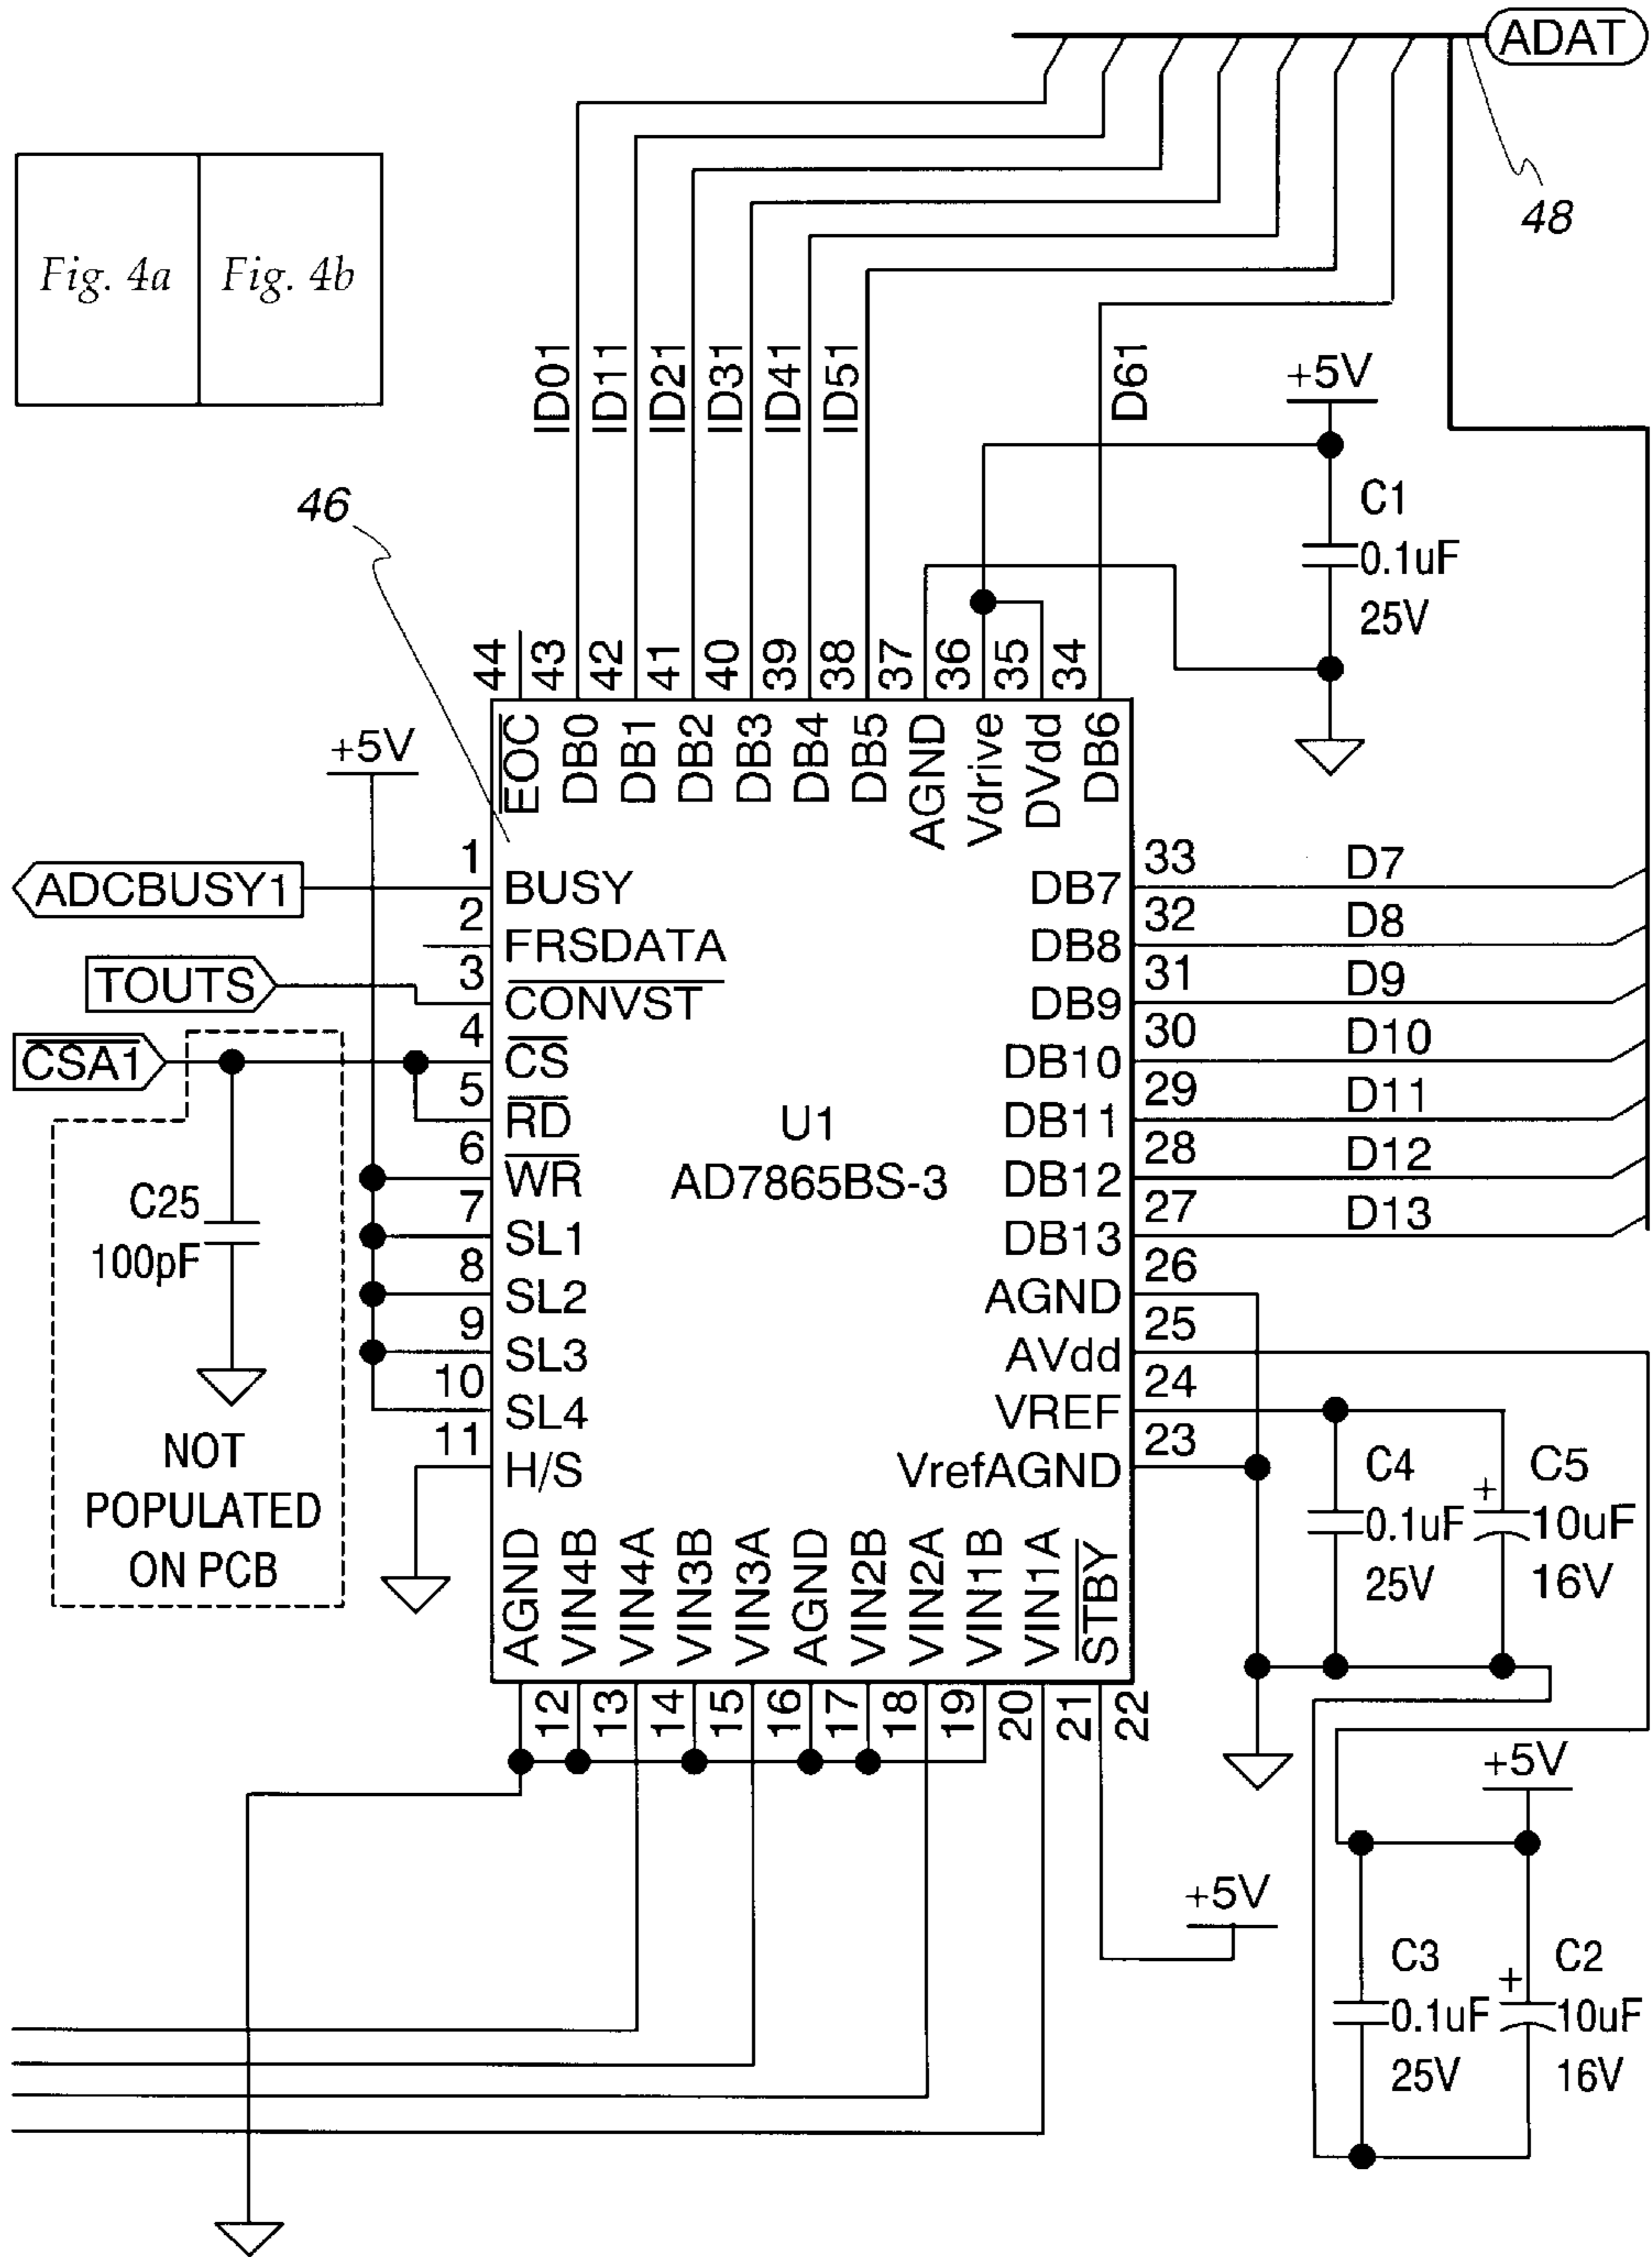 ADAT
48
Fig. 4a
Fig. 4b
ID01
ID11
ID21
ID31
ID41
ID51
D61
+5V
C1
0.1uF
25V
46
44
43
42
41
40
39
38
37
36
35
34
EOC
DB0
DB1
DB2
DB3
DB4
DB5
AGND
Vdrive
DVdd
DB6
+5V
ADCBUSY1
TOUTS
CSA1
1
BUSY
2
FRSDATA
3
CONVST
4
CS
5
RD
6
WR
7
SL1
8
SL2
9
SL3
10
SL4
11
H/S
U1
AD7865BS-3
33
DB7
D7
32
DB8
D8
31
DB9
D9
30
DB10
D10
29
DB11
D11
28
DB12
D12
27
DB13
D13
26
AGND
25
AVdd
24
VREF
23
VrefAGND
C25
100pF
NOT
POPULATED
ON PCB
C4
0.1uF
25V
+
C5
10uF
16V
AGND
VIN4B
VIN4A
VIN3B
VIN3A
AGND
VIN2B
VIN2A
VIN1B
VIN1A
STBY
12
13
14
15
16
17
18
19
20
21
22
+5V
+5V
C3
0.1uF
25V
+
C2
10uF
16V